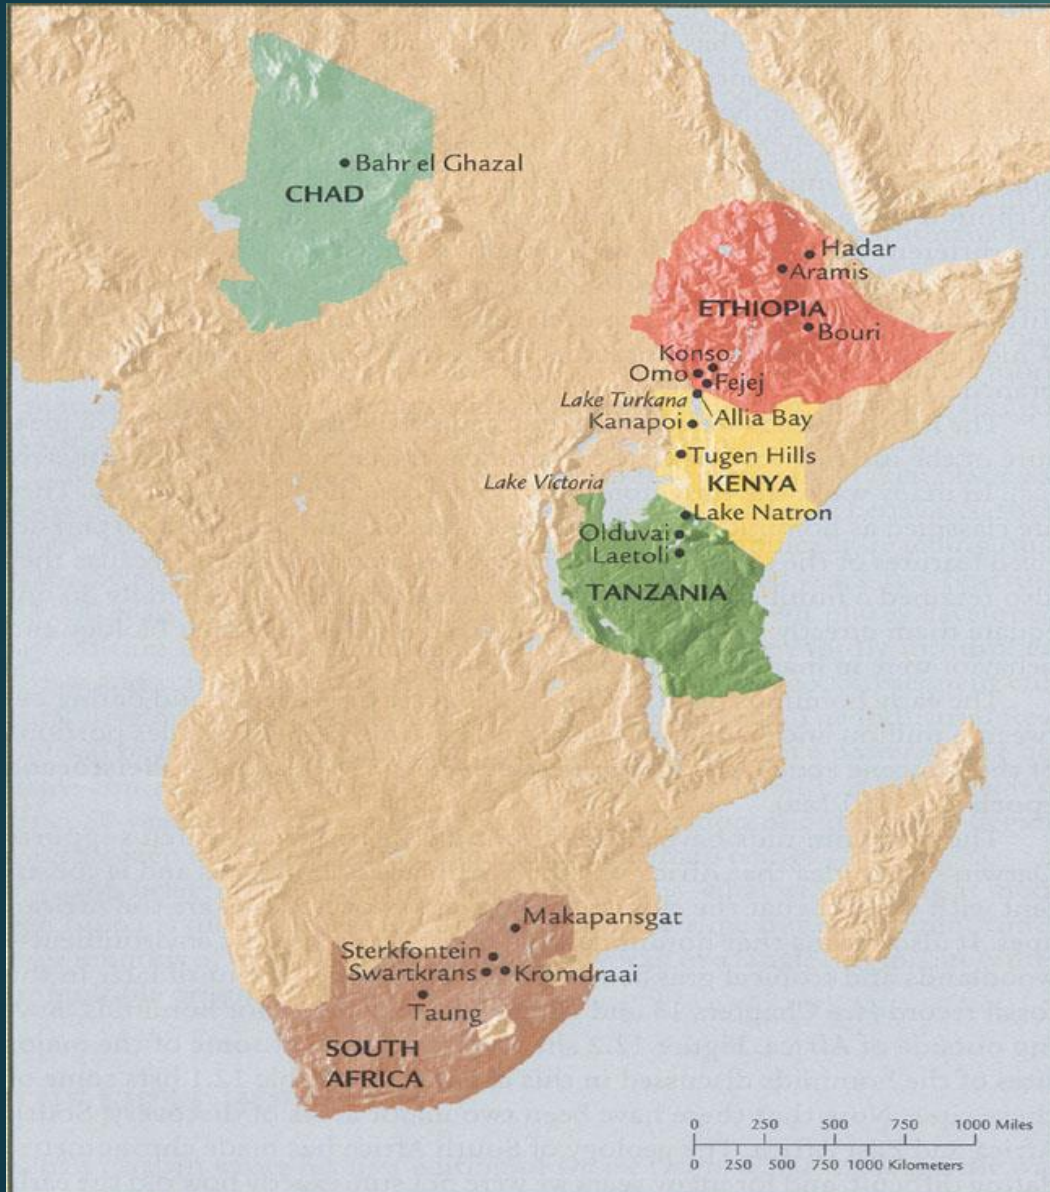 Bahr el Ghazal
CHAD
Hadar
Aramis
ETHIOPIA
Bouri
Konso
Omo
Fejej
Lake Turkana
Allia Bay
Kanapoi
Tugen Hills
Lake Victoria
KENYA
Lake Natron
Olduvai
Laetoli
TANZANIA
Makapansgat
Sterkfontein
Swartkrans
Kromdraai
Taung
SOUTH
AFRICA
0 250 500 750 1000 Miles
0 250 500 750 1000 Kilometers